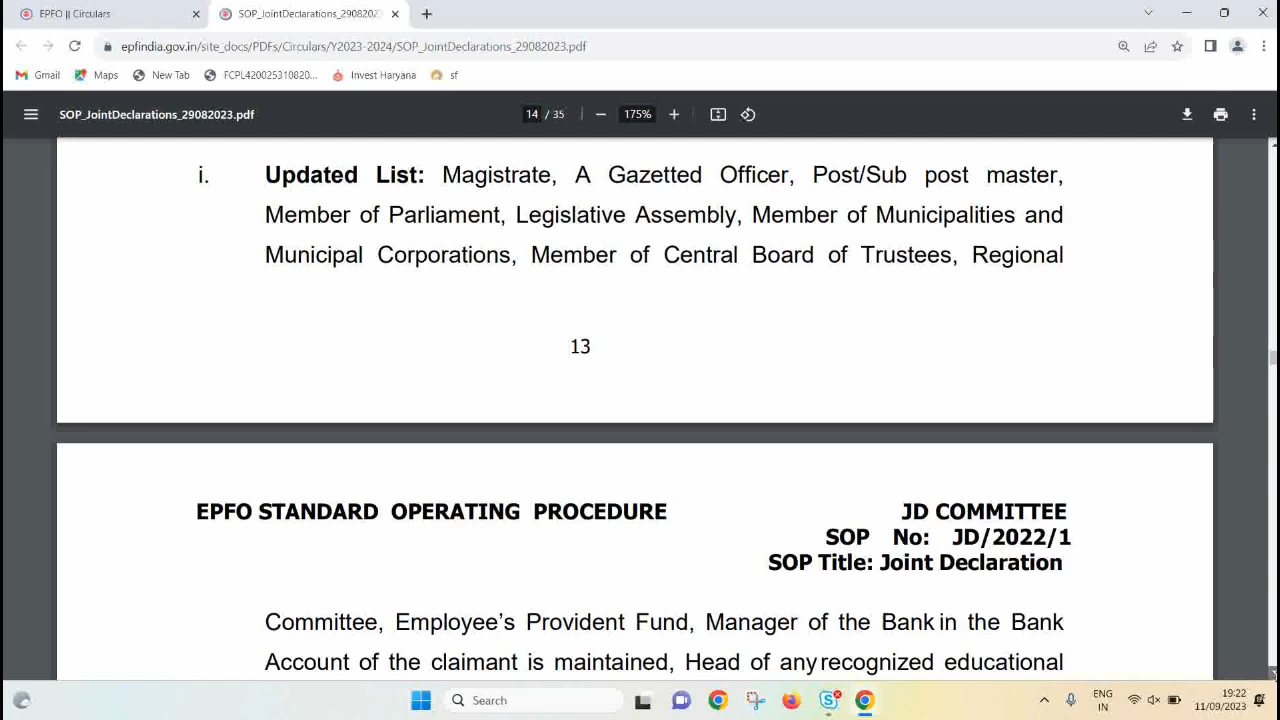 EPFO || Circulars
SOP_JointDeclarations_29082023
epfindia.gov.in/site_docs/PDFs/Circulars/Y2023-2024/SOP_JointDeclarations_29082023.pdf
Gmail Maps New Tab FCPL420025310820... Invest Haryana sf
SOP_JointDeclarations_29082023.pdf 14 / 35 175%
i. Updated List: Magistrate, A Gazetted Officer, Post/Sub post master,
Member of Parliament, Legislative Assembly, Member of Municipalities and
Municipal Corporations, Member of Central Board of Trustees, Regional
13
EPFO STANDARD OPERATING PROCEDURE JD COMMITTEE
SOP No: JD/2022/1
SOP Title: Joint Declaration
Committee, Employee’s Provident Fund, Manager of the Bank in the Bank
Account of the claimant is maintained, Head of any recognized educational
Search
ENG 19:22
IN 11/09/2023